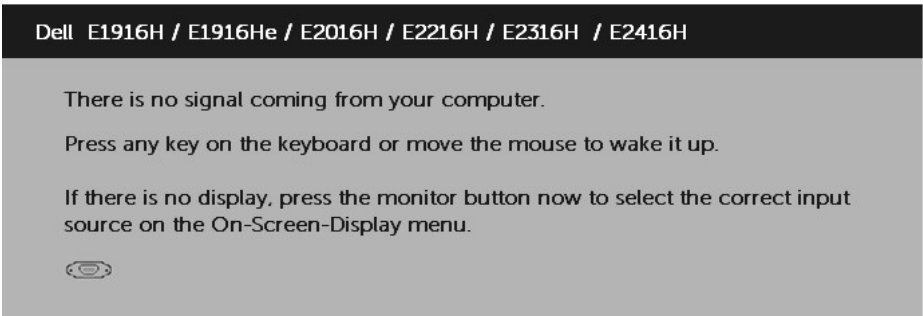 Dell E1916H / E1916He / E2016H / E2216H / E2316H / E2416H
There is no signal coming from your computer.
Press any key on the keyboard or move the mouse to wake it up.
If there is no display, press the monitor button now to select the correct input
source on the On-Screen-Display menu.